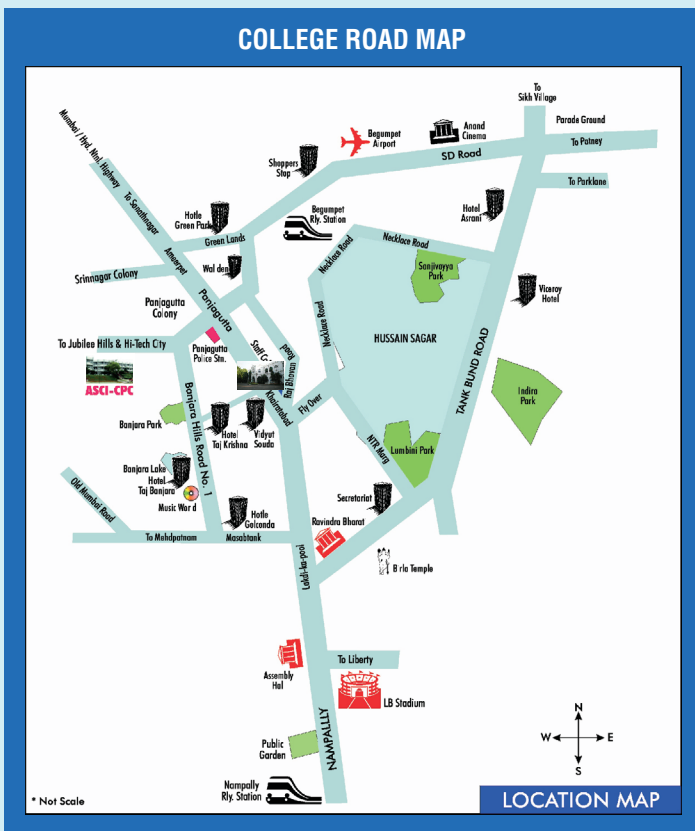 COLLEGE ROAD MAP
To
Sikh Village
Parade Ground
To Patney
Mumbai / Hyd. Ntnl. Highway
Begumpet
Airport
Anand
Cinema
SD Road
Shoppers
Stop
To Parklane
To Sanathnagar
Hotle
Green Park
Begumpet
Rly. Station
Hotel
Asrani
Ameerpet
Green Lands
Necklace Road
Necklace Road
Wal den
Sanjivayya
Park
Srinnagar Colony
Viceroy
Hotel
Panjagutta
Colony
Panjagutta
Necklace Road
HUSSAIN SAGAR
To Jubilee Hills & Hi-Tech City
Panjagutta
Police Stn.
Staff
Raj Bhavan
Road
TANK BUND ROAD
ASCI-CPC
Indira
Park
Khairatabad
Fly Over
Banjara Park
Banjara Hills Road No. 1
Hotel
Taj Krishna
Vidyut
Souda
NTR Marg
Lumbini Park
Banjara Lake
Hotel
Taj Banjara
Old Mumbai Road
Music Wor d
Secretariat
Hotle
Golconda
Ravindra Bharat
To Mehdpatnam
Masabtank
Lakdi-ka-pool
B rla Temple
Assembly
Hal
To Liberty
LB Stadium
NAMPALLLY
Public
Garden
N
W
E
S
Nampally
Rly. Station
* Not Scale
LOCATION MAP